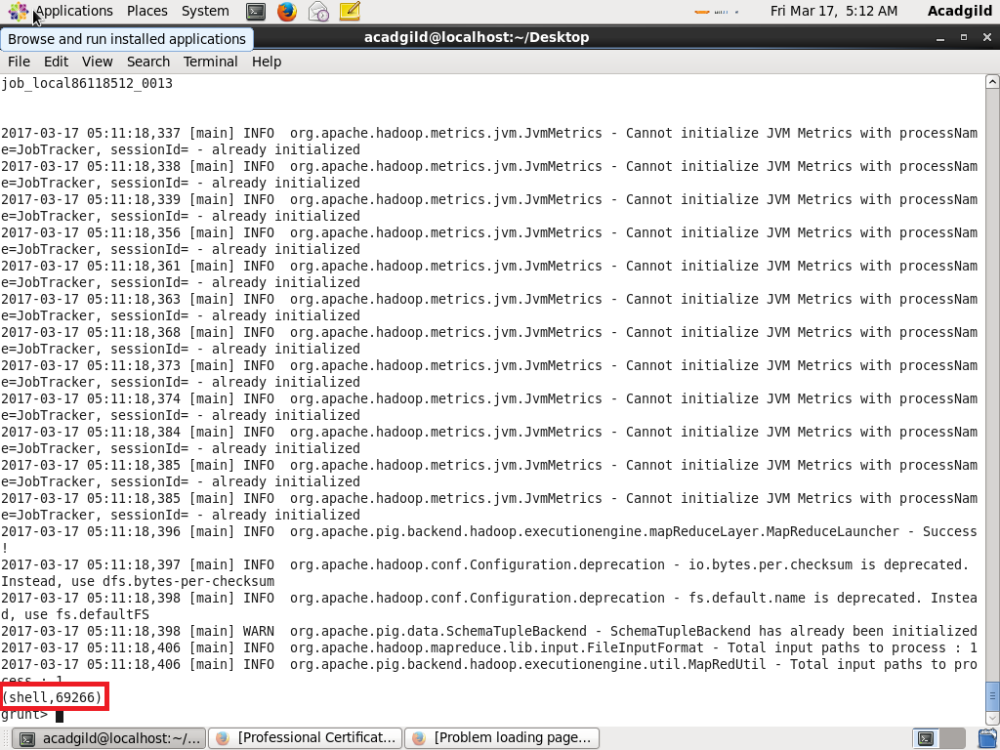 Applications Places System Fri Mar 17, 5:12 AM Acadgild
Browse and run installed applications
acadgild@localhost:~/Desktop
File Edit View Search Terminal Help
job_local86118512_0013
2017-03-17 05:11:18,337 [main] INFO  org.apache.hadoop.metrics.jvm.JvmMetrics - Cannot initialize JVM Metrics with processNam
e=JobTracker, sessionId= - already initialized
2017-03-17 05:11:18,338 [main] INFO  org.apache.hadoop.metrics.jvm.JvmMetrics - Cannot initialize JVM Metrics with processNam
e=JobTracker, sessionId= - already initialized
2017-03-17 05:11:18,339 [main] INFO  org.apache.hadoop.metrics.jvm.JvmMetrics - Cannot initialize JVM Metrics with processNam
e=JobTracker, sessionId= - already initialized
2017-03-17 05:11:18,356 [main] INFO  org.apache.hadoop.metrics.jvm.JvmMetrics - Cannot initialize JVM Metrics with processNam
e=JobTracker, sessionId= - already initialized
2017-03-17 05:11:18,361 [main] INFO  org.apache.hadoop.metrics.jvm.JvmMetrics - Cannot initialize JVM Metrics with processNam
e=JobTracker, sessionId= - already initialized
2017-03-17 05:11:18,363 [main] INFO  org.apache.hadoop.metrics.jvm.JvmMetrics - Cannot initialize JVM Metrics with processNam
e=JobTracker, sessionId= - already initialized
2017-03-17 05:11:18,368 [main] INFO  org.apache.hadoop.metrics.jvm.JvmMetrics - Cannot initialize JVM Metrics with processNam
e=JobTracker, sessionId= - already initialized
2017-03-17 05:11:18,373 [main] INFO  org.apache.hadoop.metrics.jvm.JvmMetrics - Cannot initialize JVM Metrics with processNam
e=JobTracker, sessionId= - already initialized
2017-03-17 05:11:18,374 [main] INFO  org.apache.hadoop.metrics.jvm.JvmMetrics - Cannot initialize JVM Metrics with processNam
e=JobTracker, sessionId= - already initialized
2017-03-17 05:11:18,384 [main] INFO  org.apache.hadoop.metrics.jvm.JvmMetrics - Cannot initialize JVM Metrics with processNam
e=JobTracker, sessionId= - already initialized
2017-03-17 05:11:18,385 [main] INFO  org.apache.hadoop.metrics.jvm.JvmMetrics - Cannot initialize JVM Metrics with processNam
e=JobTracker, sessionId= - already initialized
2017-03-17 05:11:18,385 [main] INFO  org.apache.hadoop.metrics.jvm.JvmMetrics - Cannot initialize JVM Metrics with processNam
e=JobTracker, sessionId= - already initialized
2017-03-17 05:11:18,396 [main] INFO  org.apache.pig.backend.hadoop.executionengine.mapReduceLayer.MapReduceLauncher - Success
!
2017-03-17 05:11:18,397 [main] INFO  org.apache.hadoop.conf.Configuration.deprecation - io.bytes.per.checksum is deprecated.
Instead, use dfs.bytes-per-checksum
2017-03-17 05:11:18,398 [main] INFO  org.apache.hadoop.conf.Configuration.deprecation - fs.default.name is deprecated. Instea
d, use fs.defaultFS
2017-03-17 05:11:18,398 [main] WARN  org.apache.pig.data.SchemaTupleBackend - SchemaTupleBackend has already been initialized
2017-03-17 05:11:18,406 [main] INFO  org.apache.hadoop.mapreduce.lib.input.FileInputFormat - Total input paths to process : 1
2017-03-17 05:11:18,406 [main] INFO  org.apache.pig.backend.hadoop.executionengine.util.MapRedUtil - Total input paths to pro
cess : 1
(shell,69266)
grunt>
acadgild@localhost:~/... [Professional Certificat... [Problem loading page...